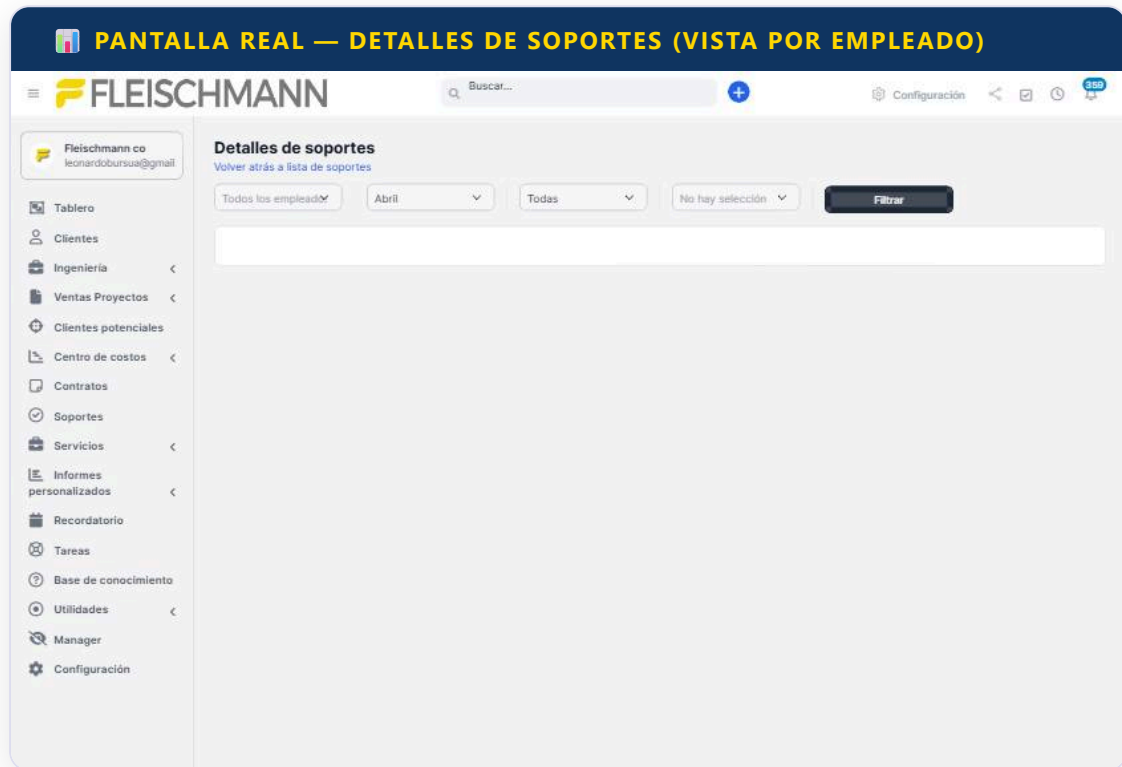 PANTALLA REAL — DETALLES DE SOPORTES (VISTA POR EMPLEADO)
FLEISCHMANN
Buscar...
Configuración
359
Fleischmann co
leonardobursua@gmail
Tablero
Clientes
Ingeniería
Ventas Proyectos
Clientes potenciales
Centro de costos
Contratos
Soportes
Servicios
Informes
personalizados
Recordatorio
Tareas
Base de conocimiento
Utilidades
Manager
Configuración
Detalles de soportes
Volver atrás a lista de soportes
Todos los empleado
Abril
Todas
No hay selección
Filtrar